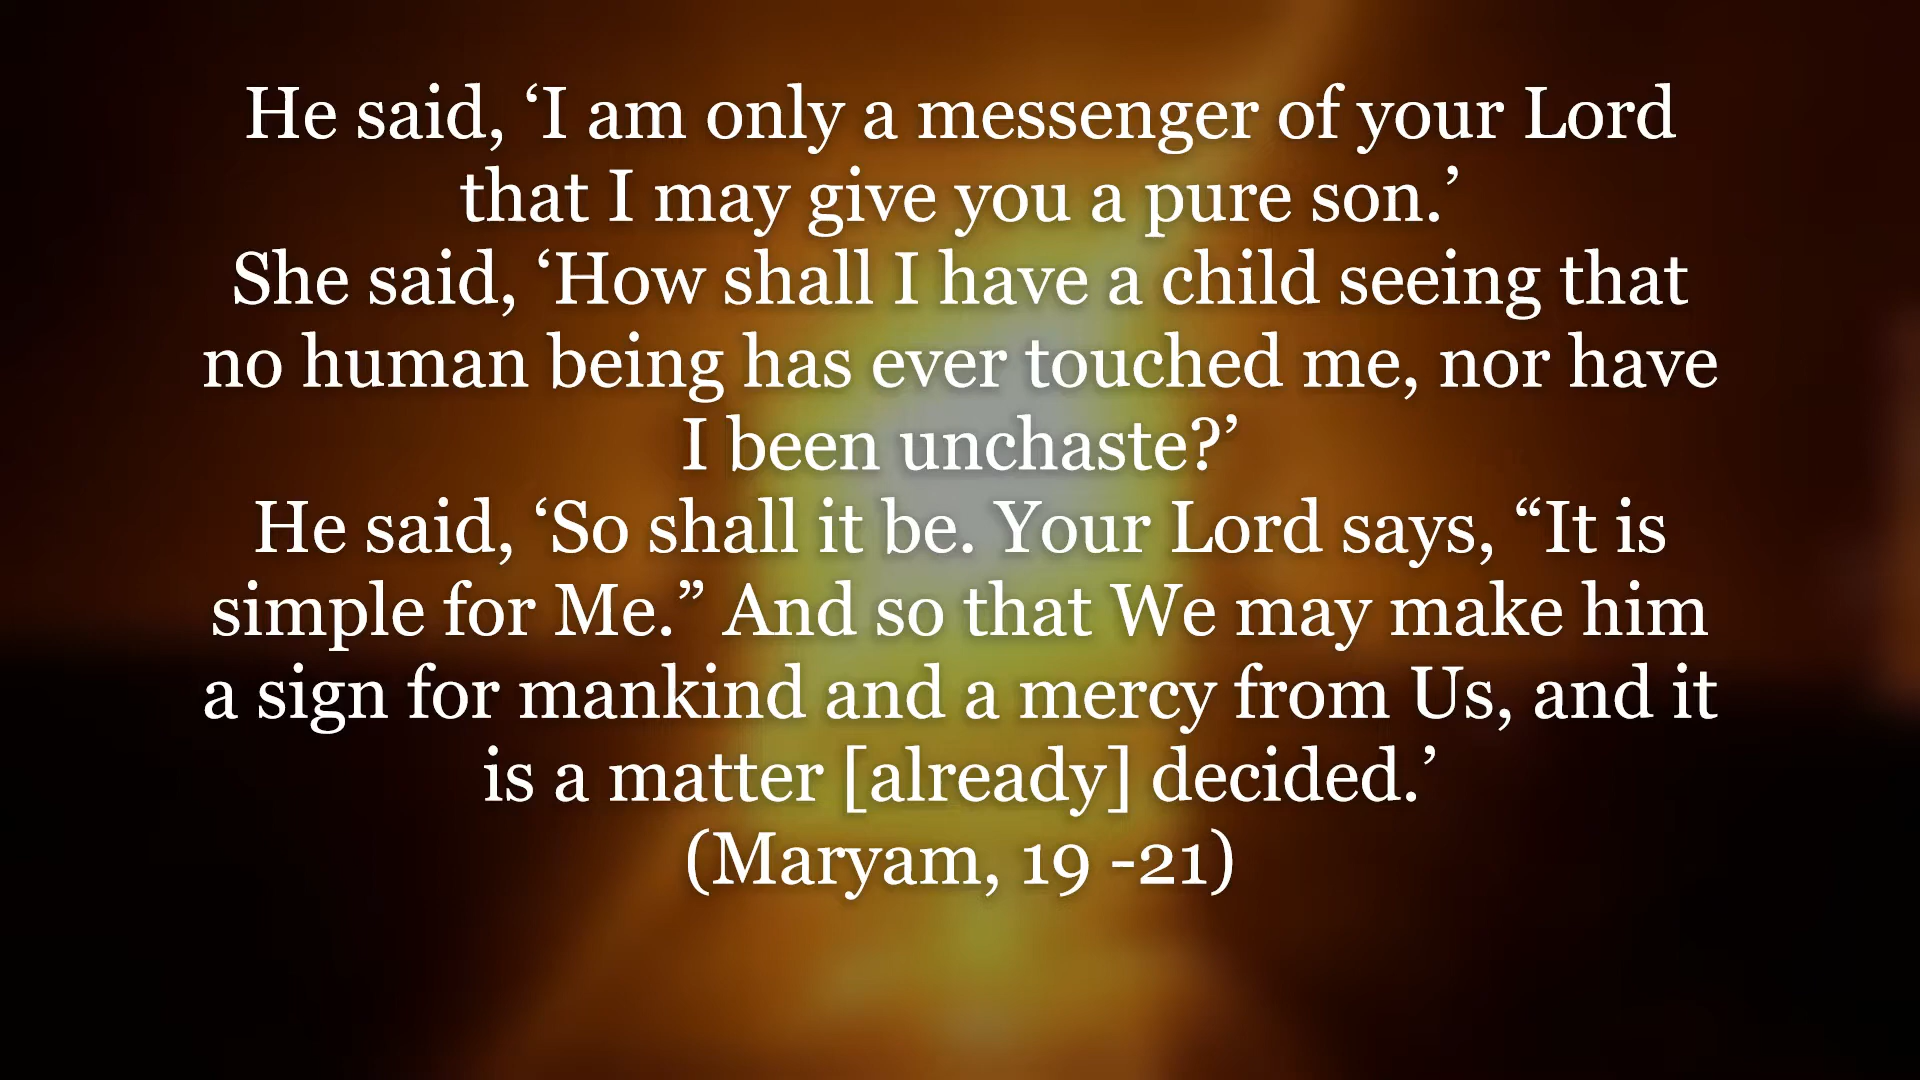 He said, ‘I am only a messenger of your Lord
that I may give you a pure son.’
She said, ‘How shall I have a child seeing that
no human being has ever touched me, nor have
I been unchaste?’
He said, ‘So shall it be. Your Lord says, “It is
simple for Me.” And so that We may make him
a sign for mankind and a mercy from Us, and it
is a matter [already] decided.’
(Maryam, 19 -21)